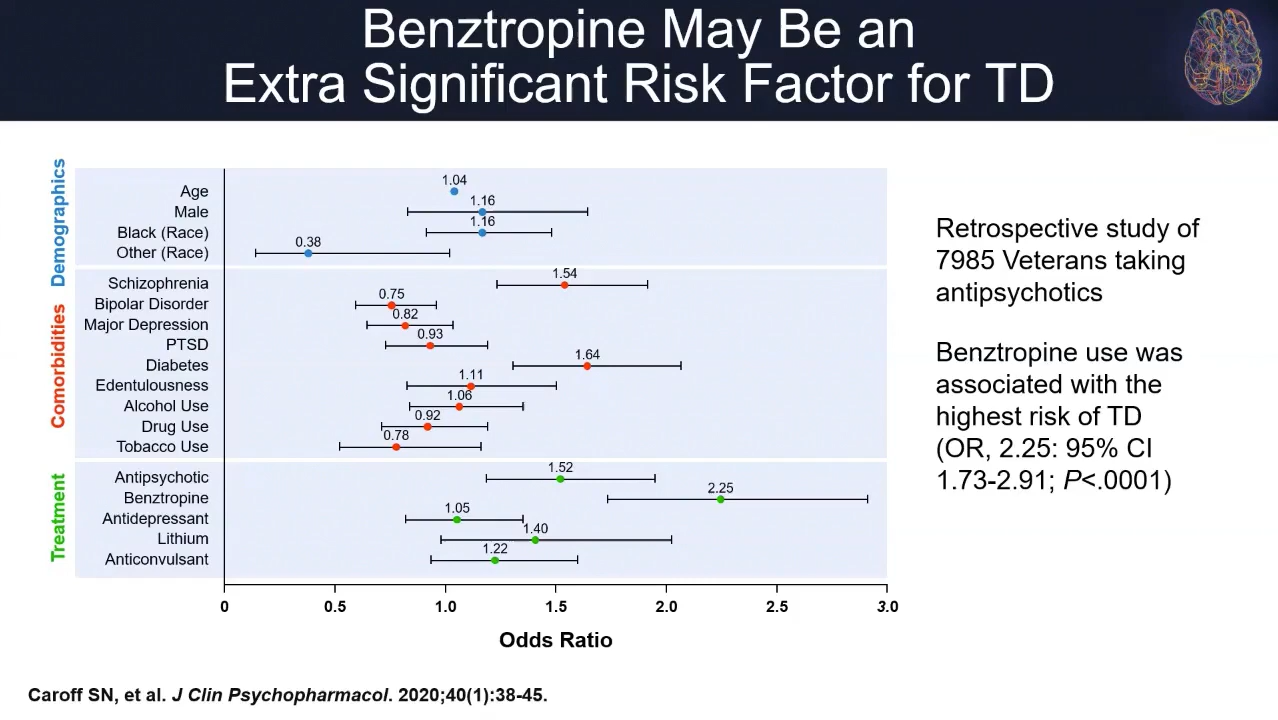 Benztropine May Be an
Extra Significant Risk Factor for TD
Demographics
Age 1.04
Male 1.16
Black (Race) 1.16
Other (Race) 0.38
Comorbidities
Schizophrenia 1.54
Bipolar Disorder 0.75
Major Depression 0.82
PTSD 0.93
Diabetes 1.64
Edentulousness 1.11
Alcohol Use 1.06
Drug Use 0.92
Tobacco Use 0.78
Treatment
Antipsychotic 1.52
Benztropine 2.25
Antidepressant 1.05
Lithium 1.40
Anticonvulsant 1.22
0 0.5 1.0 1.5 2.0 2.5 3.0
Odds Ratio
Retrospective study of
7985 Veterans taking
antipsychotics
Benztropine use was
associated with the
highest risk of TD
(OR, 2.25: 95% CI
1.73-2.91; P<.0001)
Caroff SN, et al. J Clin Psychopharmacol. 2020;40(1):38-45.